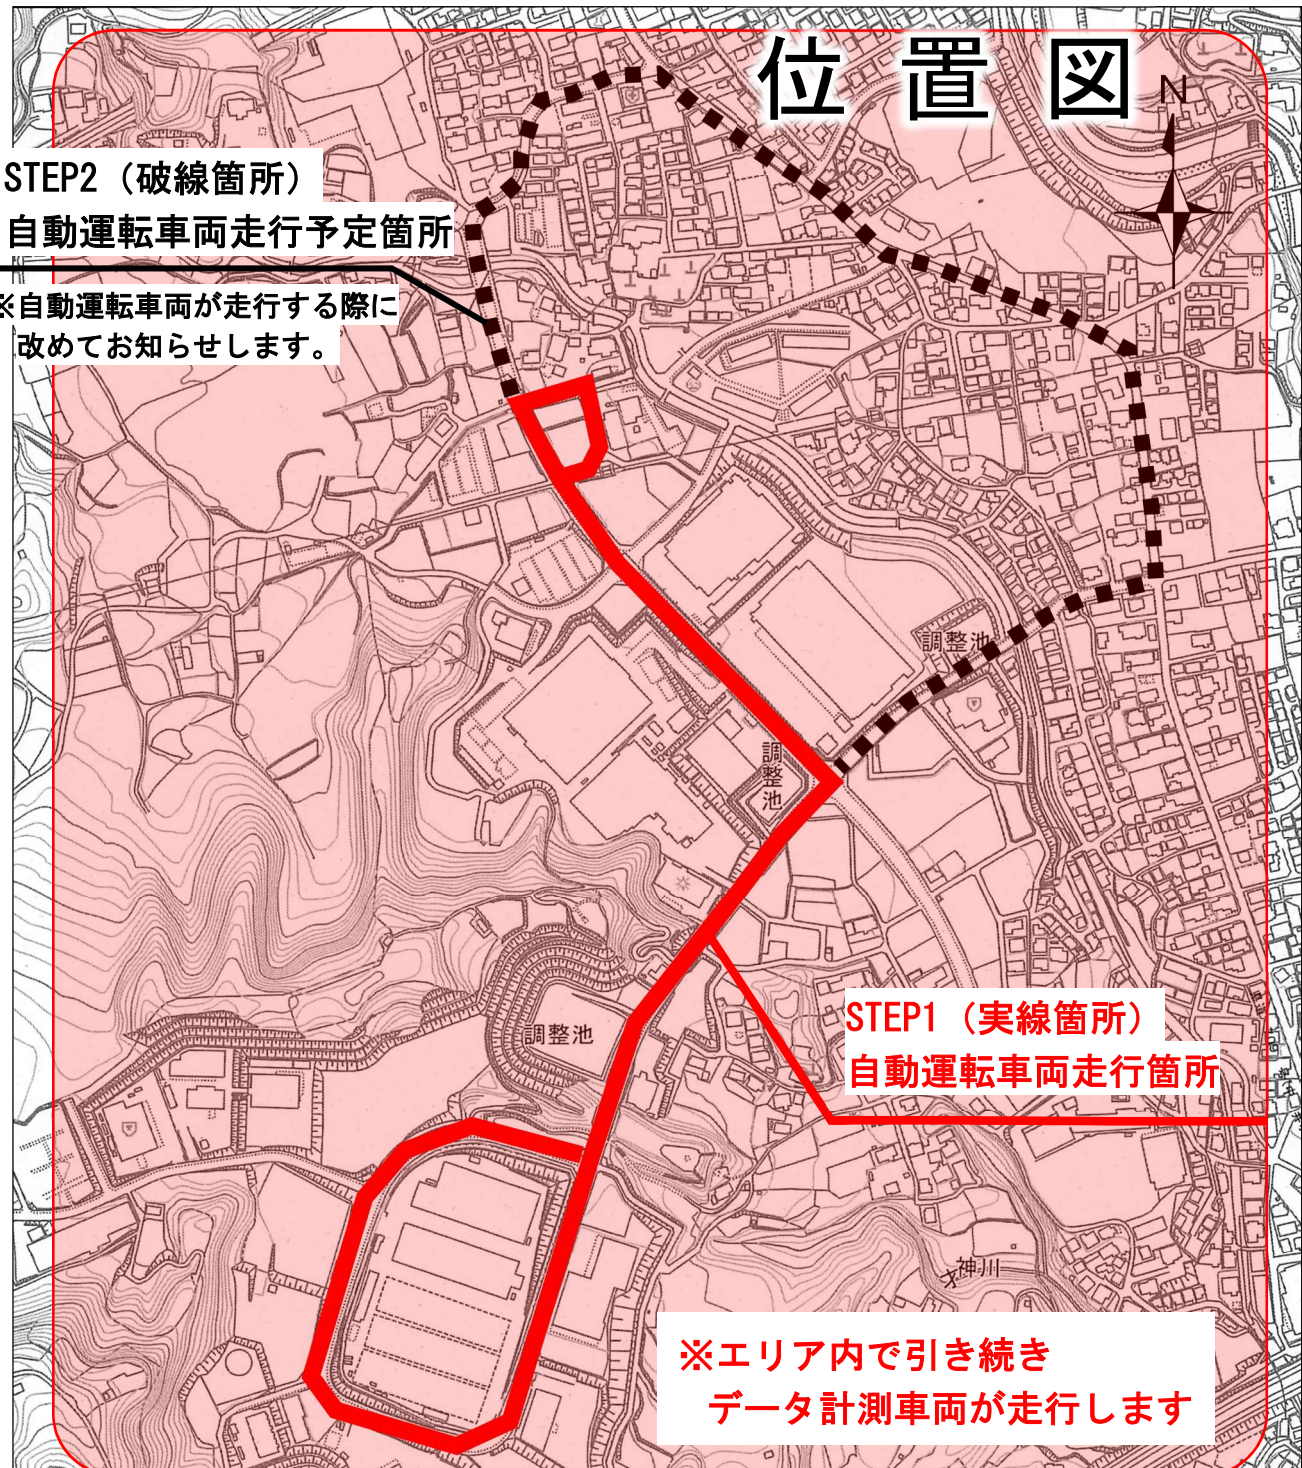 位置図
N
STEP2（破線箇所）
自動運転車両走行予定箇所
※自動運転車両が走行する際に
改めてお知らせします。
調整池
調整池
STEP1（実線箇所）
自動運転車両走行箇所
調整池
神川
※エリア内で引き続き
データ計測車両が走行します